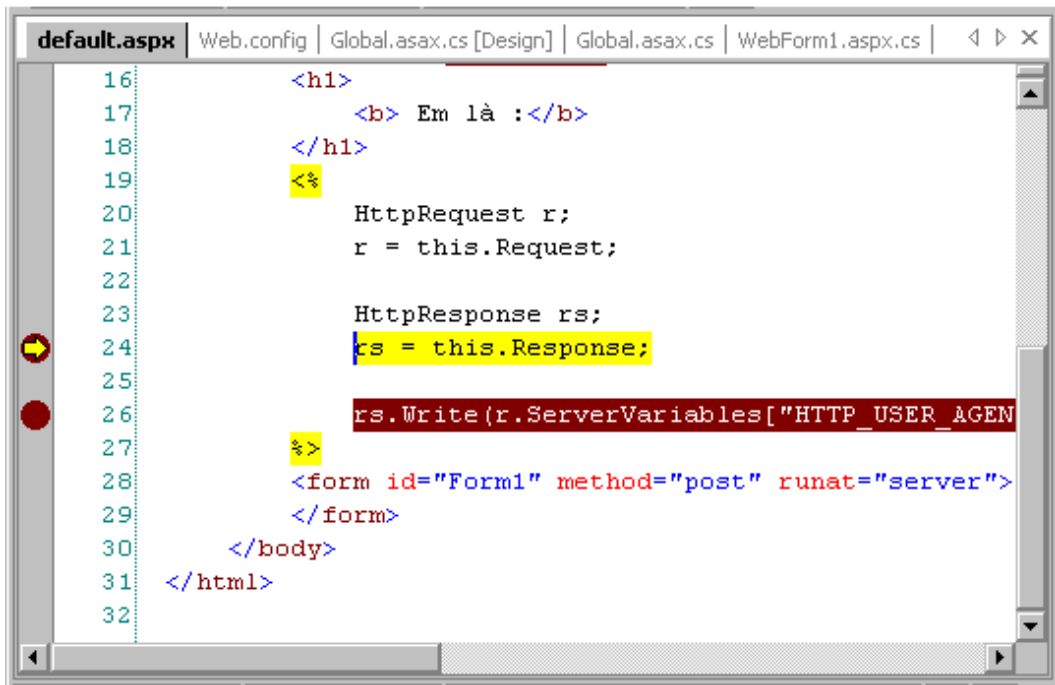 default.aspx Web.config Global.asax.cs [Design] Global.asax.cs WebForm1.aspx.cs
16 <h1>
17 <b> Em là :</b>
18 </h1>
19 <%
20 HttpRequest r;
21 r = this.Request;
22
23 HttpResponse rs;
24 rs = this.Response;
25
26 rs.Write(r.ServerVariables["HTTP_USER_AGEN
27 %>
28 <form id="Form1" method="post" runat="server">
29 </form>
30 </body>
31 </html>
32